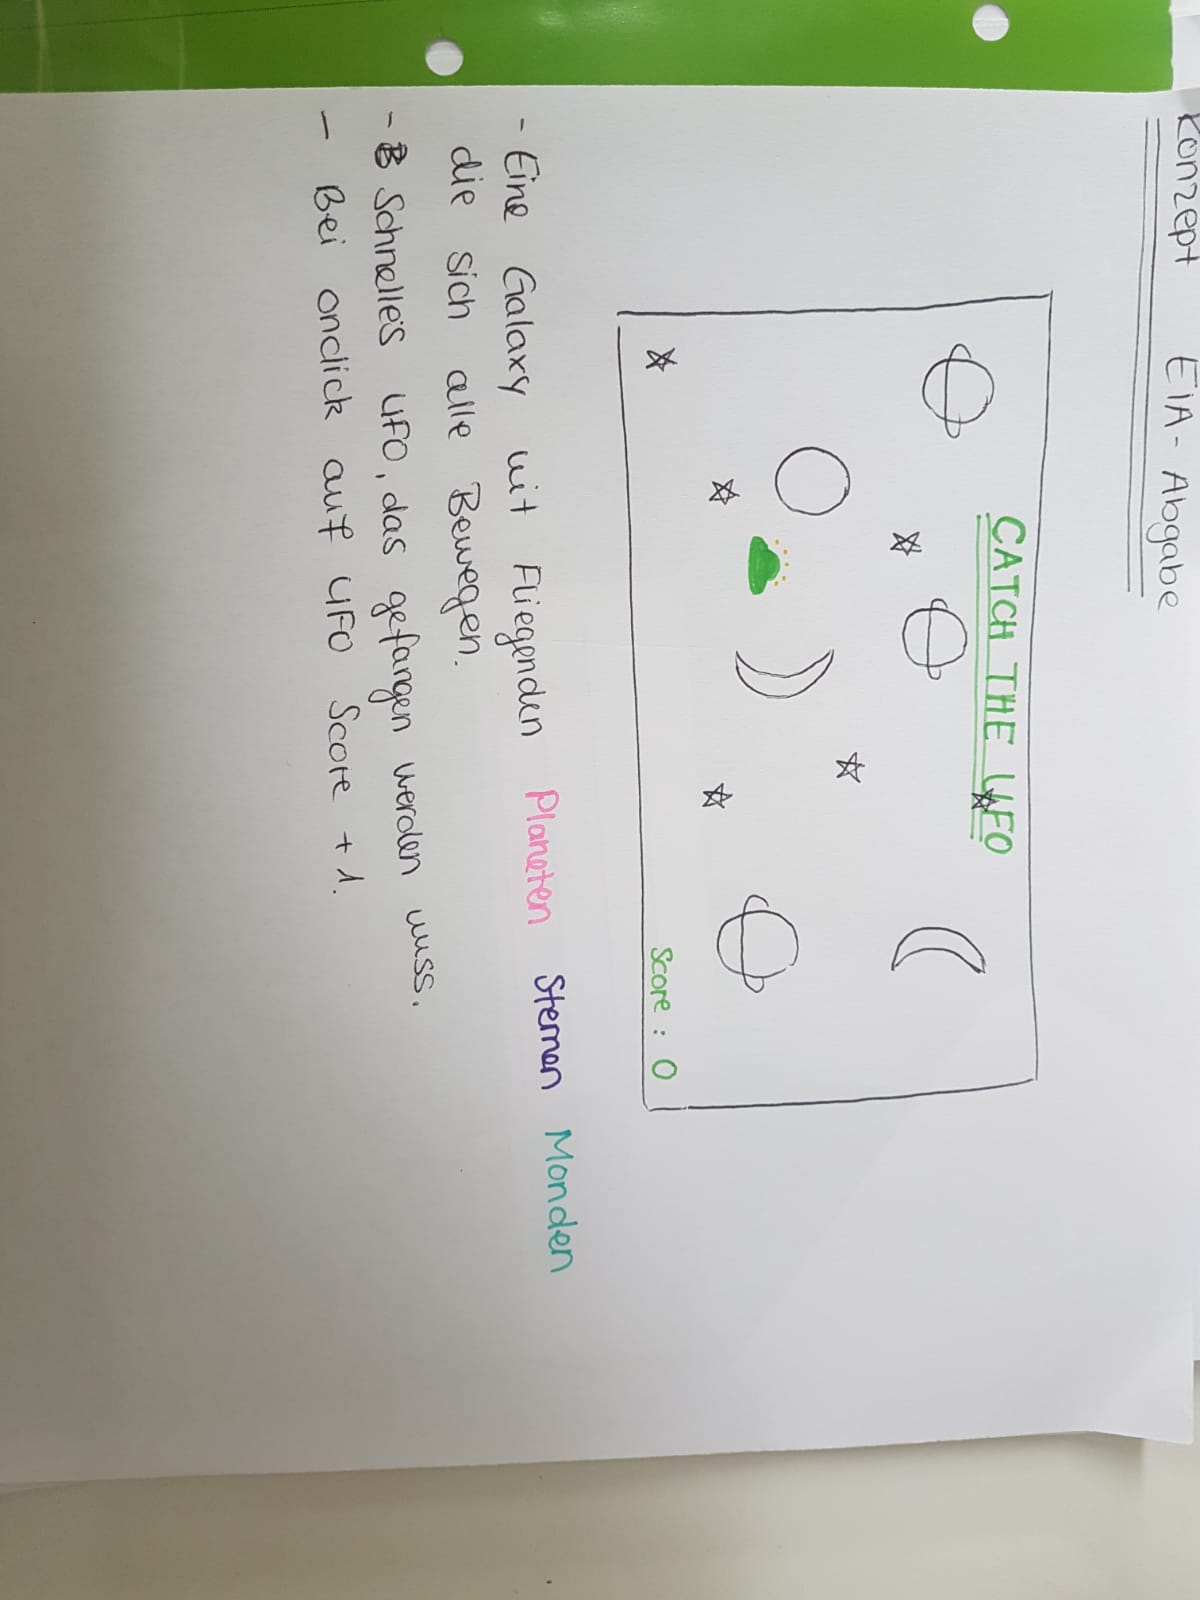 Konzept EIA-Abgabe
CATCH THE UFO
Score: 0
- Eine Galaxy mit Fliegenden Planeten Sternen Monden
die sich alle Bewegen.
- Schnelles UFO, das gefangen werden muss.
- Bei onclick auf UFO Score +1.